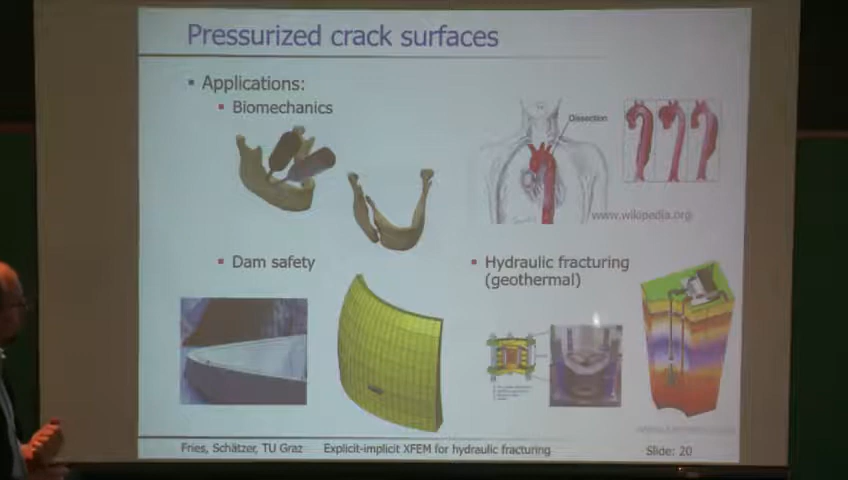 Pressurized crack surfaces
Applications:
Biomechanics
Dissection
www.wikipedia.org
Dam safety
Hydraulic fracturing
(geothermal)
Fries, Schätzer, TU Graz
Explicit-implicit XFEM for hydraulic fracturing
Slide: 20